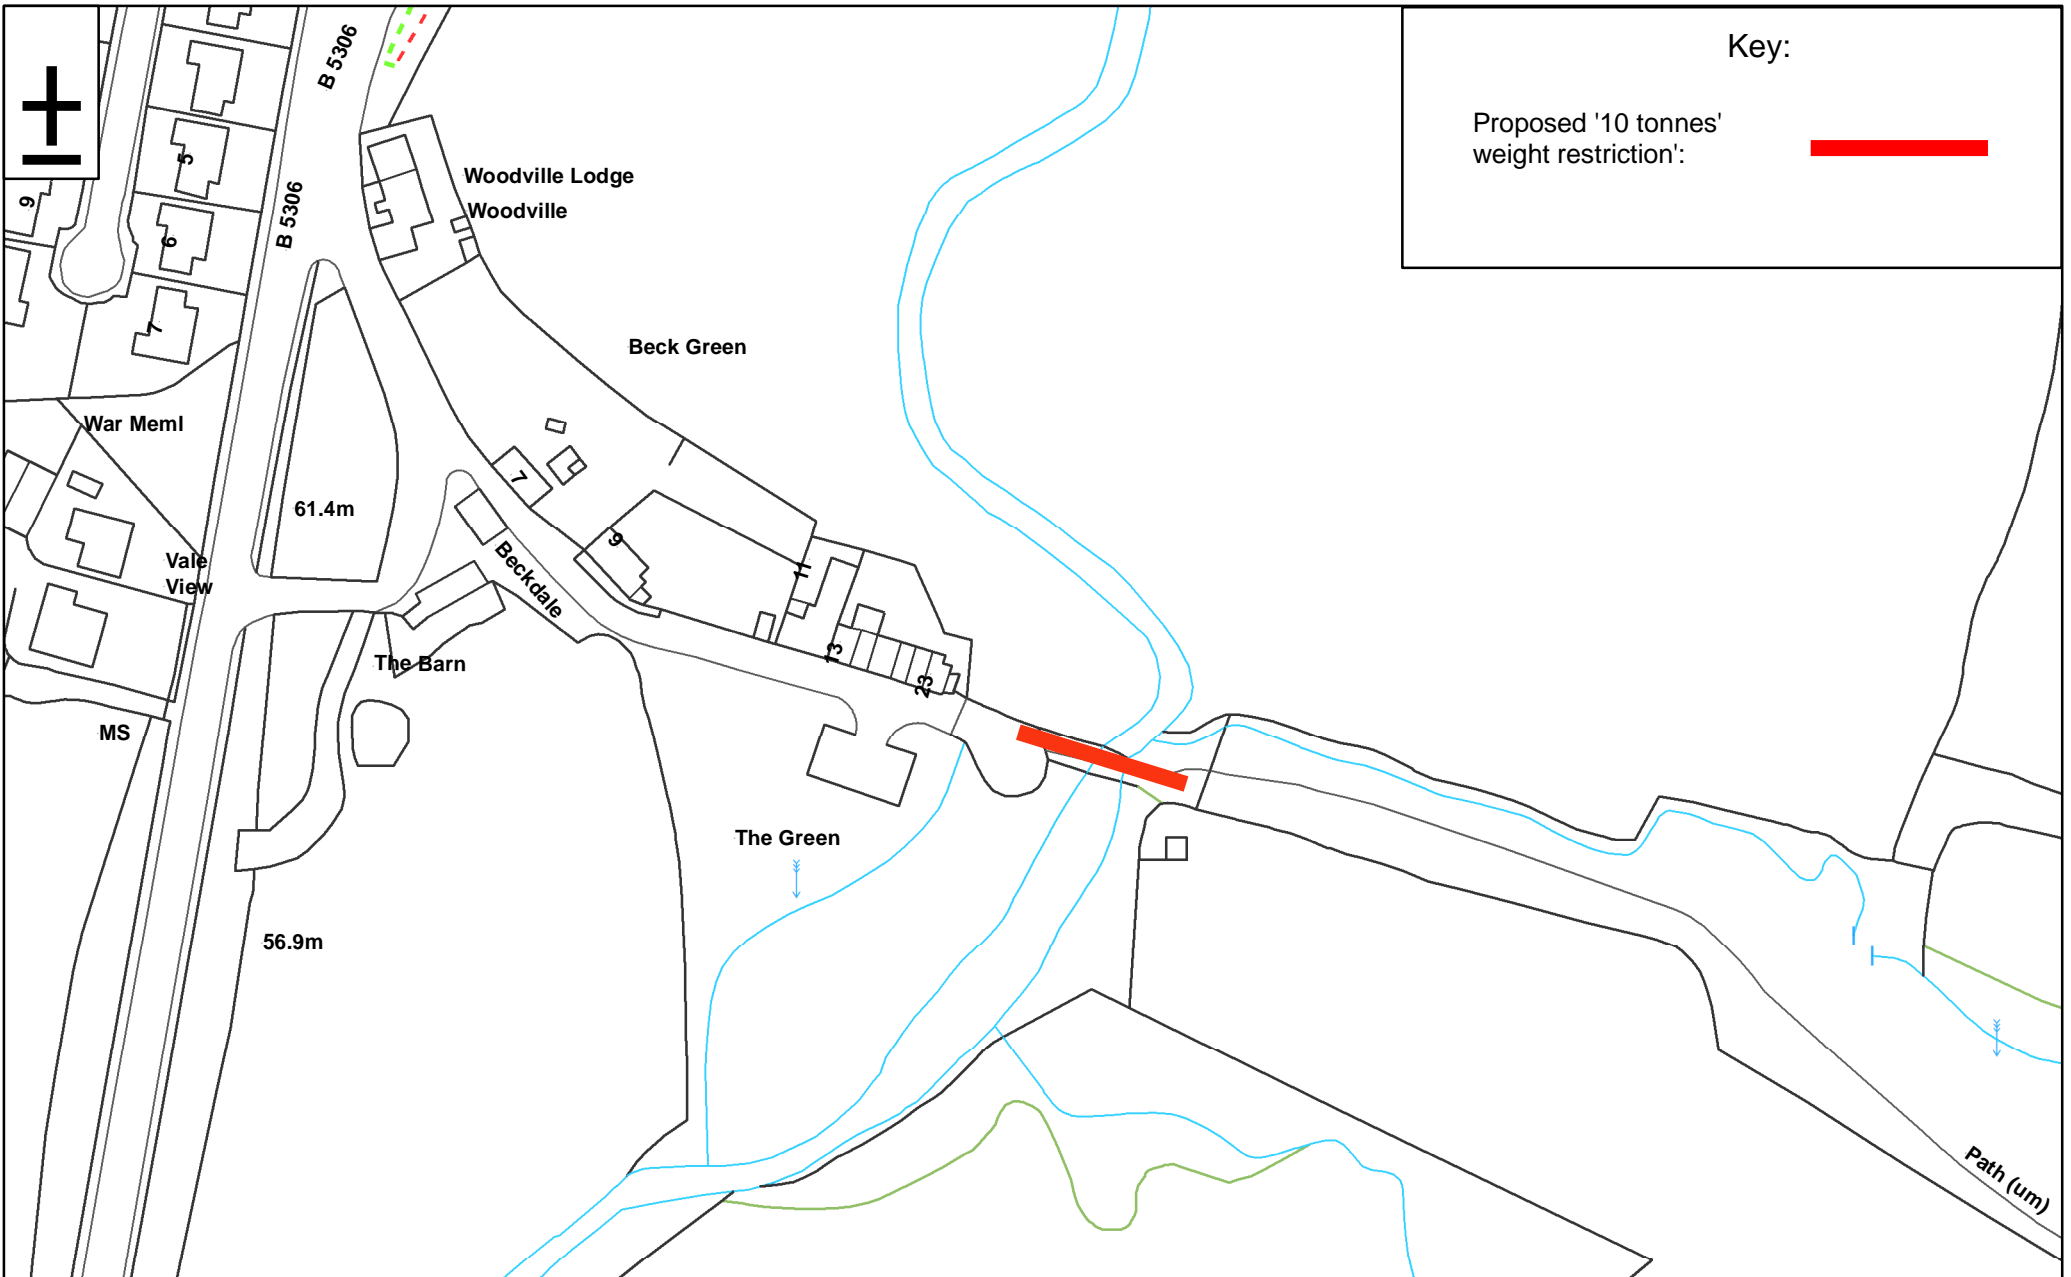 Key:
Proposed '10 tonnes'
weight restriction':
B 5306
B 5306
5
9
6
7
Woodville Lodge
Woodville
Beck Green
War Meml
61.4m
7
9
11
Vale
View
Beckdale
13
23
The Barn
MS
The Green
56.9m
Path (um)